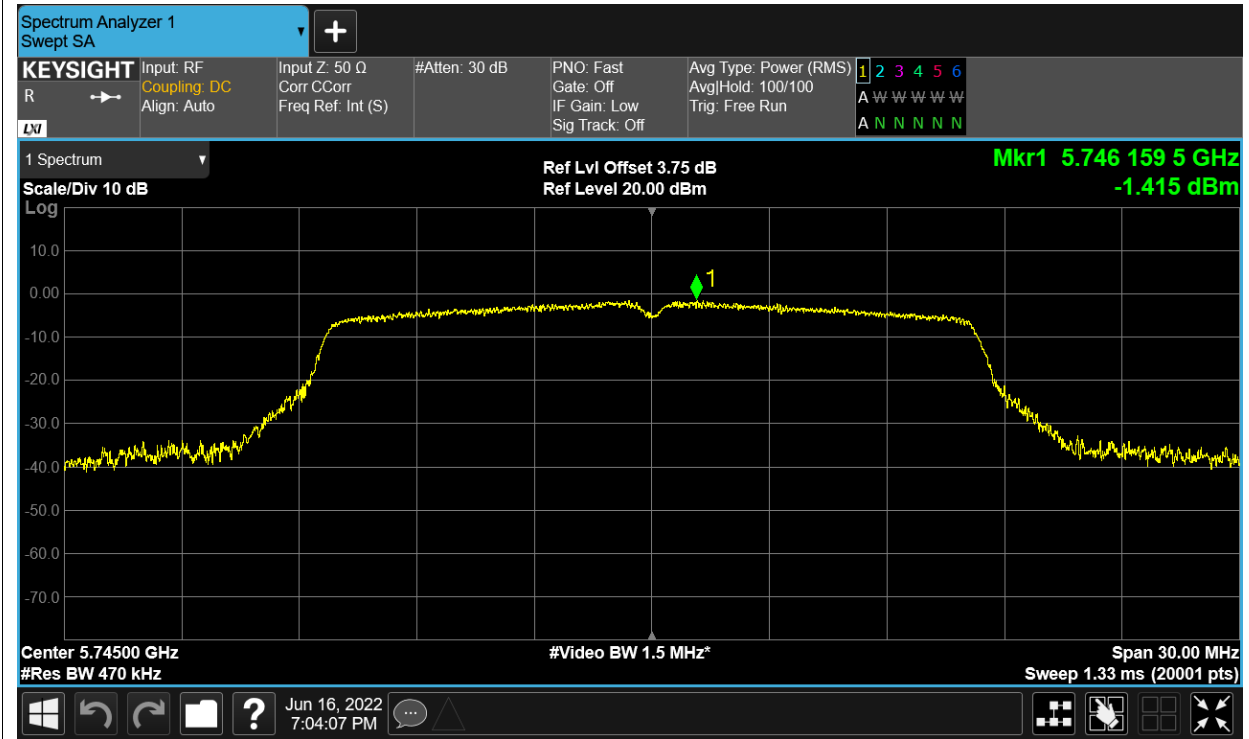 Spectrum Analyzer 1
Swept SA
KEYSIGHT
R
LXI
Input: RF
Coupling: DC
Align: Auto
Input Z: 50 Ω
Corr CCorr
Freq Ref: Int (S)
#Atten: 30 dB
PNO: Fast
Gate: Off
IF Gain: Low
Sig Track: Off
Avg Type: Power (RMS)
Avg|Hold: 100/100
Trig: Free Run
1 2 3 4 5 6
A W W W W W
A N N N N N
1 Spectrum
Scale/Div 10 dB
Log
Ref Lvl Offset 3.75 dB
Ref Level 20.00 dBm
Mkr1 5.746 159 5 GHz
-1.415 dBm
1
10.0
0.00
-10.0
-20.0
-30.0
-40.0
-50.0
-60.0
-70.0
Center 5.74500 GHz
#Video BW 1.5 MHz*
Span 30.00 MHz
#Res BW 470 kHz
Sweep 1.33 ms (20001 pts)
?
Jun 16, 2022
7:04:07 PM